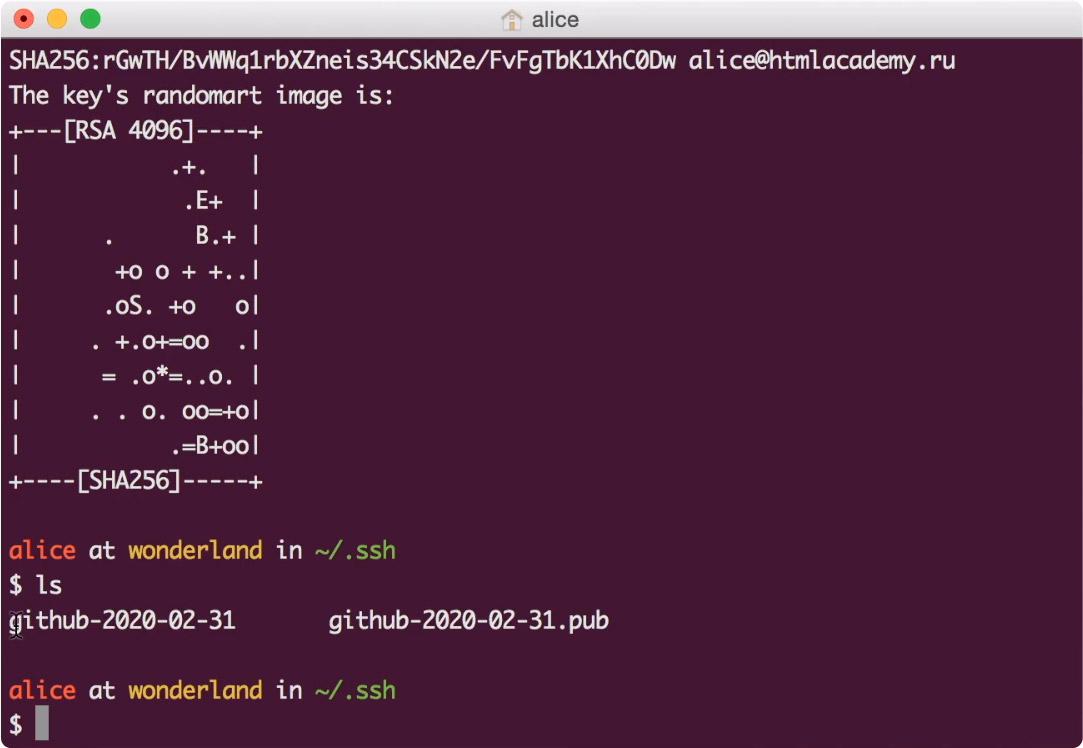 alice
SHA256:rGwTH/BvWWq1rbXZneis34CSkN2e/FvFgTbK1XhC0Dw alice@htmlacademy.ru
The key's randomart image is:
+---[RSA 4096]----+
|            .+.   |
|             .E+  |
|       .      B.+ |
|        +o o + +..|
|       .oS. +o   o|
|      . +.o+=oo  .|
|       = .o*=..o. |
|      . . o. oo=+o|
|            .=B+oo|
+----[SHA256]-----+
alice at wonderland in ~/.ssh
$ ls
github-2020-02-31       github-2020-02-31.pub
alice at wonderland in ~/.ssh
$